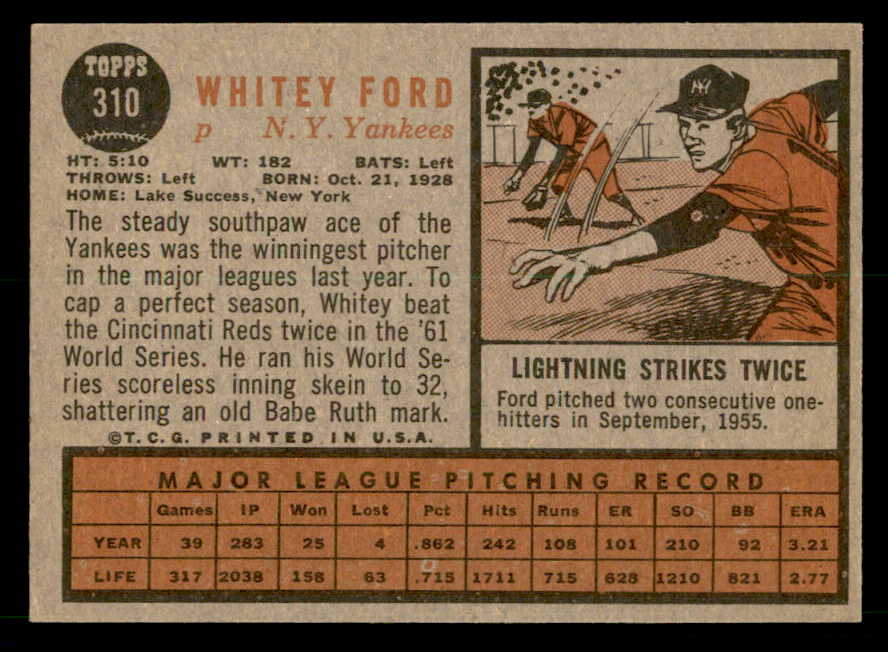 TOPPS
310
WHITEY FORD
p N. Y. Yankees
HT: 5:10 WT: 182 BATS: Left
THROWS: Left BORN: Oct. 21, 1928
HOME: Lake Success, New York
The steady southpaw ace of the
Yankees was the winningest pitcher
in the major leagues last year. To
cap a perfect season, Whitey beat
the Cincinnati Reds twice in the '61
World Series. He ran his World Se-
ries scoreless inning skein to 32,
shattering an old Babe Ruth mark.
©T. C. G. PRINTED IN U.S.A.
NY
LIGHTNING STRIKES TWICE
Ford pitched two consecutive one-
hitters in September, 1955.
MAJOR LEAGUE PITCHING RECORD
Games IP Won Lost Pct Hits Runs ER SO BB ERA
YEAR 39 283 25 4 .862 242 108 101 210 92 3.21
LIFE 317 2038 158 63 .715 1711 715 628 1210 821 2.77